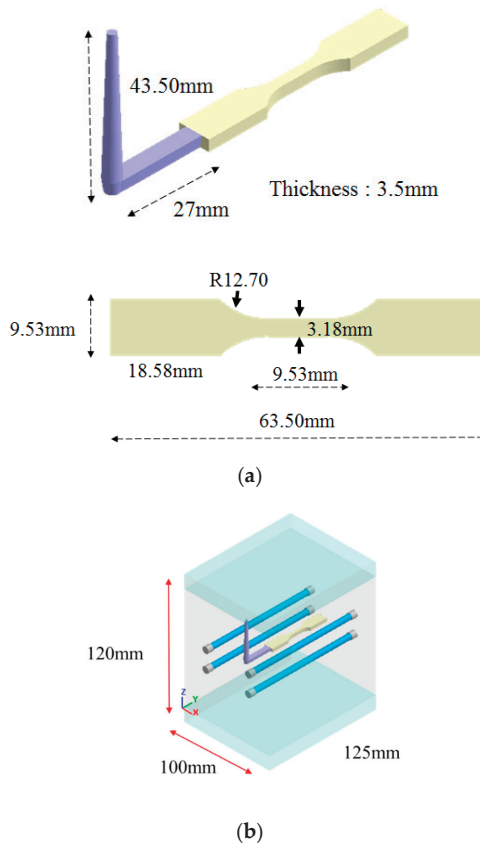 43.50mm
27mm
Thickness : 3.5mm
R12.70
9.53mm
3.18mm
18.58mm
9.53mm
63.50mm
(a)
120mm
Z
Y
X
100mm
125mm
(b)